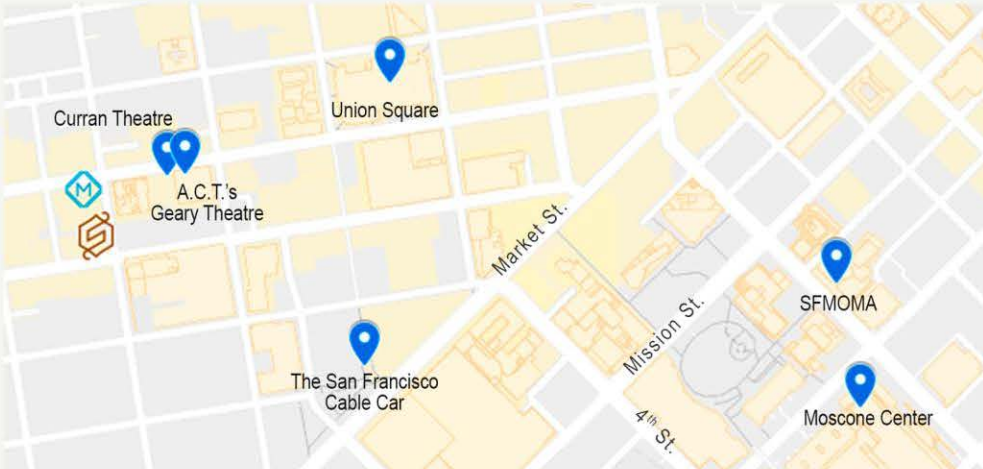 Union Square
Curran Theatre
A.C.T.'s
Geary Theatre
M
S
Market St.
SFMOMA
Mission St.
The San Francisco
Cable Car
Moscone Center
4th St.